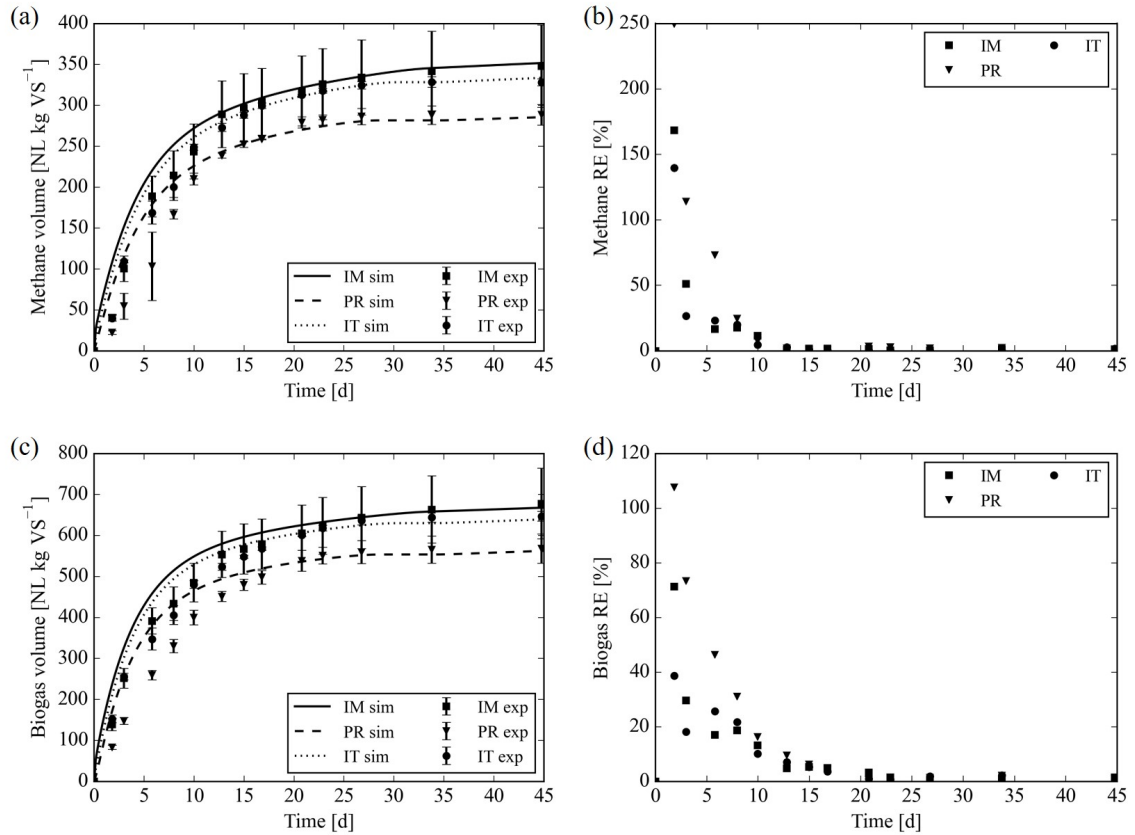 (a)
400
350
300
250
200
150
100
50
0
Methane volume [NL kg VS⁻¹]
IM sim
PR sim
IT sim
IM exp
PR exp
IT exp
0 5 10 15 20 25 30 35 40 45
Time [d]
(b)
250
200
150
100
50
0
Methane RE [%]
IM
PR
IT
0 5 10 15 20 25 30 35 40 45
Time [d]
(c)
800
700
600
500
400
300
200
100
0
Biogas volume [NL kg VS⁻¹]
IM sim
PR sim
IT sim
IM exp
PR exp
IT exp
0 5 10 15 20 25 30 35 40 45
Time [d]
(d)
120
100
80
60
40
20
0
Biogas RE [%]
IM
PR
IT
0 5 10 15 20 25 30 35 40 45
Time [d]